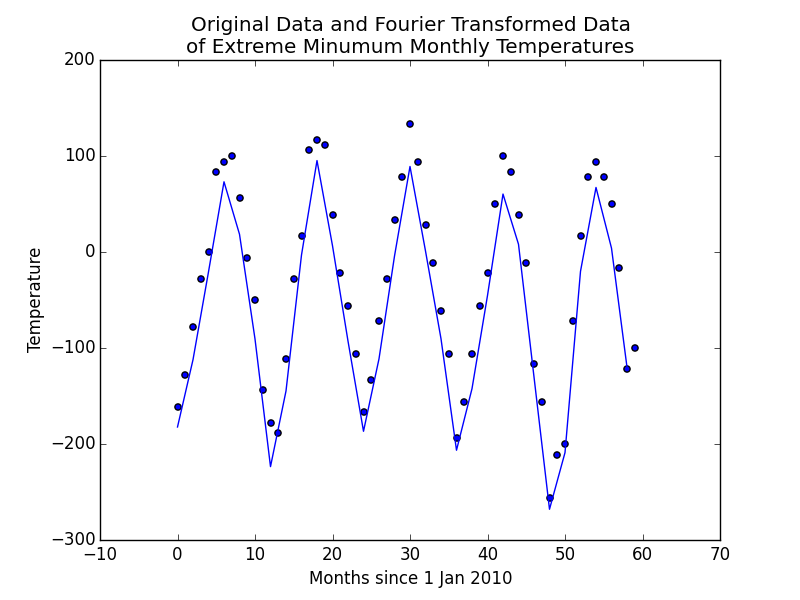 Original Data and Fourier Transformed Data
of Extreme Minumum Monthly Temperatures
200
100
0
−100
−200
−300
Temperature
−10 0 10 20 30 40 50 60 70
Months since 1 Jan 2010